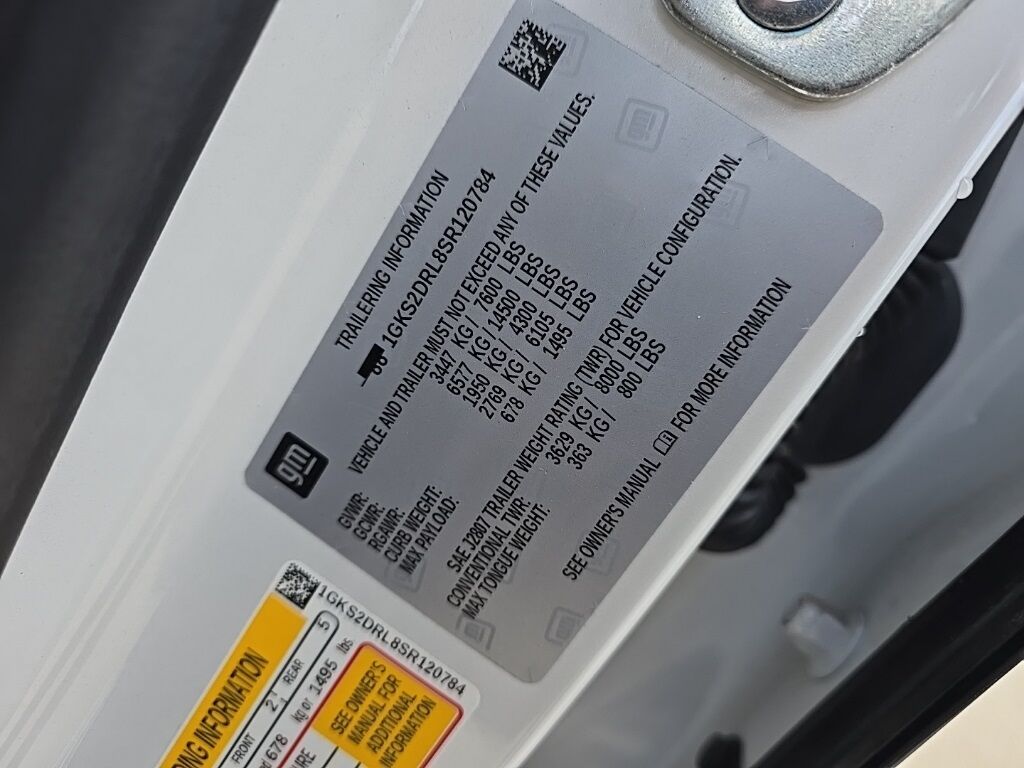 TRAILERING INFORMATION
1GKS2DRL8SR120784
gm
VEHICLE AND TRAILER MUST NOT EXCEED ANY OF THESE VALUES.
GVWR: 3447 KG / 7600 LBS
GCWR: 6577 KG / 14500 LBS
RGAWR: 1950 KG / 4300 LBS
CURB WEIGHT: 2769 KG / 6105 LBS
MAX PAYLOAD: 678 KG / 1495 LBS
SAE J2807 TRAILER WEIGHT RATING (TWR) FOR VEHICLE CONFIGURATION.
CONVENTIONAL TWR: 3629 KG / 8000 LBS
MAX TONGUE WEIGHT: 363 KG / 800 LBS
SEE OWNER'S MANUAL FOR MORE INFORMATION
1GKS2DRL8SR120784
INFORMATION
FRONT 2 REAR 5
678 kg or 1495 lbs
SEE OWNER'S
MANUAL FOR
ADDITIONAL
INFORMATION